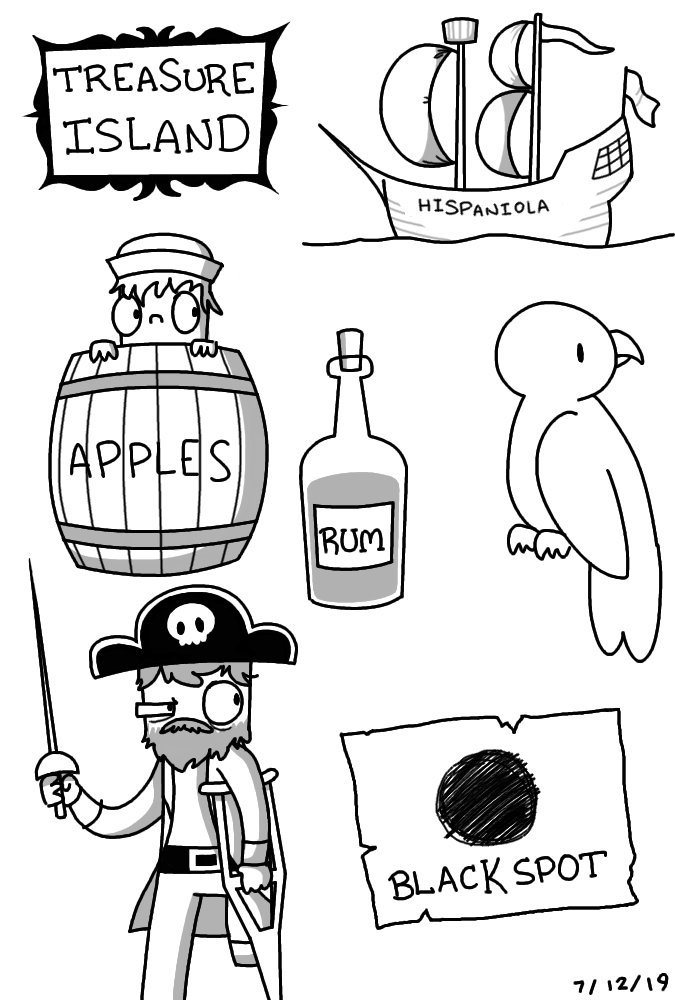 TREASURE
ISLAND
HISPANIOLA
APPLES
RUM
BLACK SPOT
7/12/19